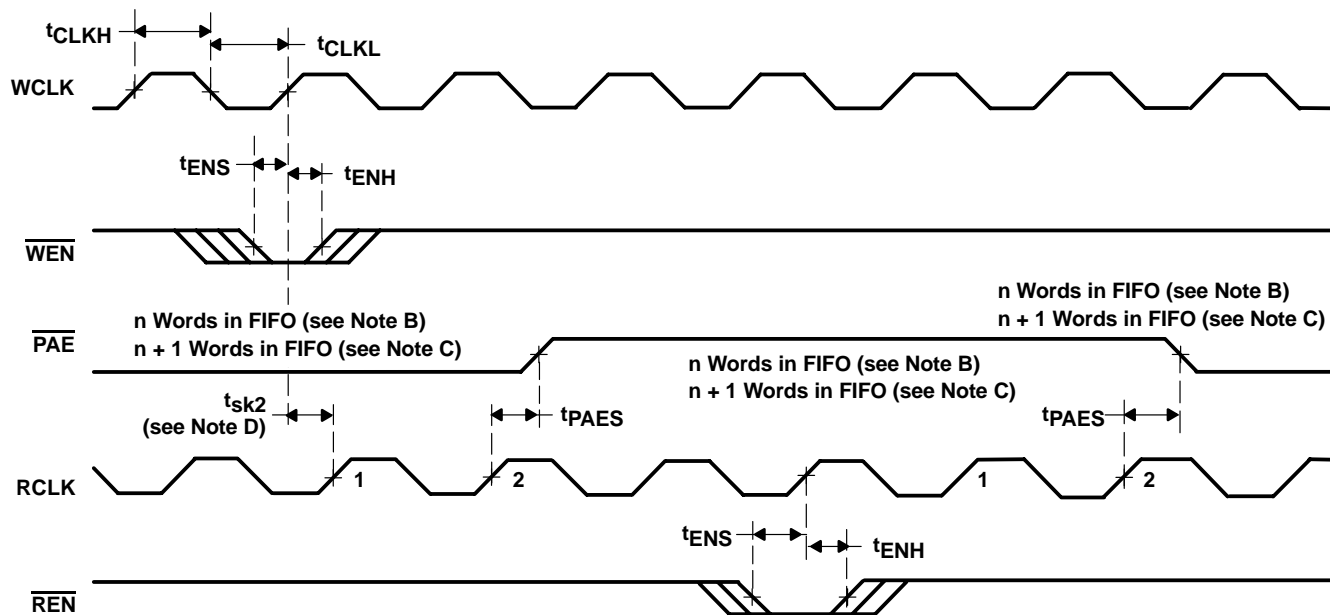 tCLKH
tCLKL
WCLK
tENS
tENH
WEN
n Words in FIFO (see Note B)
n + 1 Words in FIFO (see Note C)
n Words in FIFO (see Note B)
n + 1 Words in FIFO (see Note C)
PAE
n Words in FIFO (see Note B)
n + 1 Words in FIFO (see Note C)
tsk2
(see Note D)
tPAES
tPAES
RCLK
1
2
1
2
tENS
tENH
REN